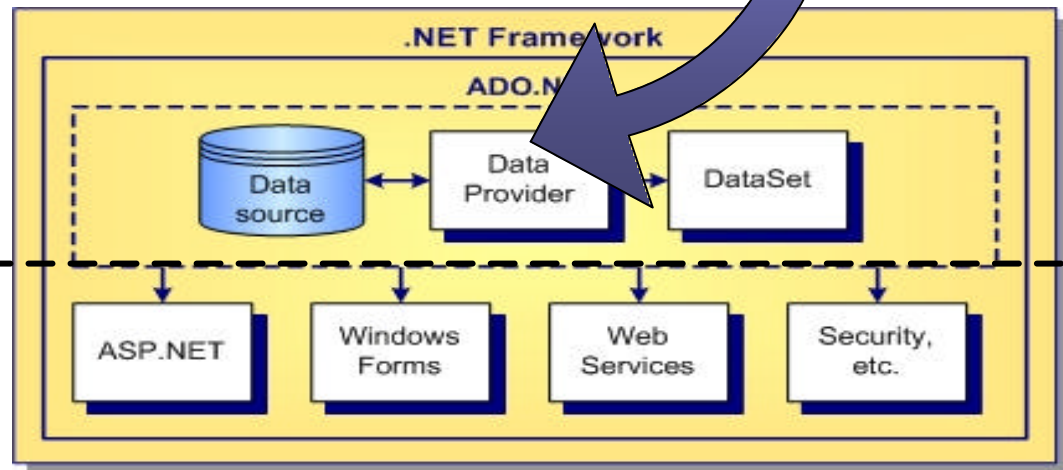 .NET Framework
ADO.N
Data
source
Data
Provider
DataSet
ASP.NET
Windows
Forms
Web
Services
Security,
etc.